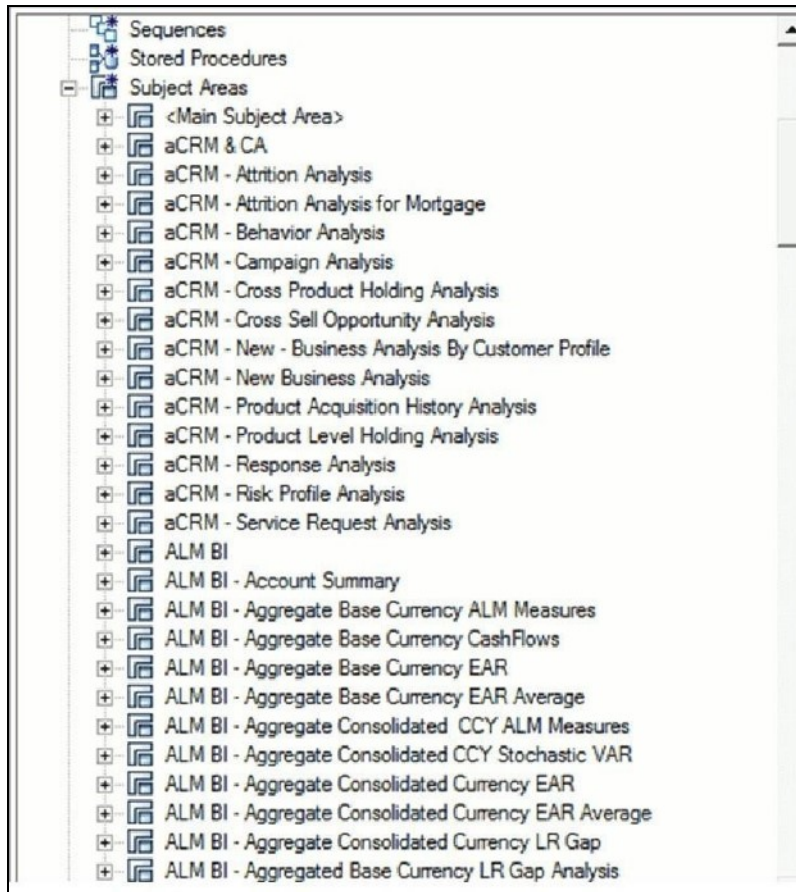 Sequences
Stored Procedures
Subject Areas
<Main Subject Area>
aCRM & CA
aCRM - Attrition Analysis
aCRM - Attrition Analysis for Mortgage
aCRM - Behavior Analysis
aCRM - Campaign Analysis
aCRM - Cross Product Holding Analysis
aCRM - Cross Sell Opportunity Analysis
aCRM - New - Business Analysis By Customer Profile
aCRM - New Business Analysis
aCRM - Product Acquisition History Analysis
aCRM - Product Level Holding Analysis
aCRM - Response Analysis
aCRM - Risk Profile Analysis
aCRM - Service Request Analysis
ALM BI
ALM BI - Account Summary
ALM BI - Aggregate Base Currency ALM Measures
ALM BI - Aggregate Base Currency CashFlows
ALM BI - Aggregate Base Currency EAR
ALM BI - Aggregate Base Currency EAR Average
ALM BI - Aggregate Consolidated  CCY ALM Measures
ALM BI - Aggregate Consolidated CCY Stochastic VAR
ALM BI - Aggregate Consolidated Currency EAR
ALM BI - Aggregate Consolidated Currency EAR Average
ALM BI - Aggregate Consolidated Currency LR Gap
ALM BI - Aggregated Base Currency LR Gap Analysis